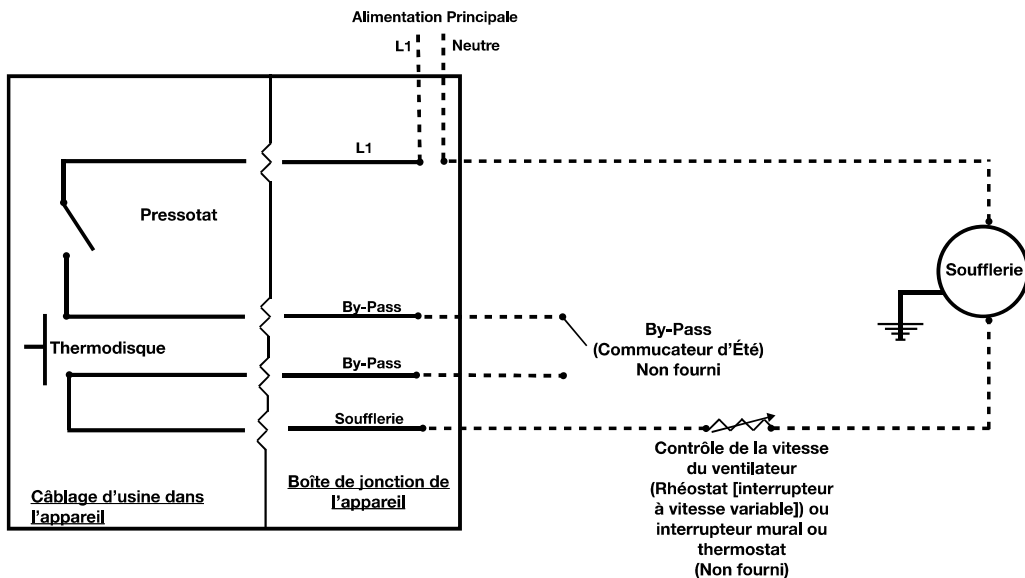 Alimentation Principale
L1
Neutre
L1
Pressotat
Soufflerie
By-Pass
By-Pass
(Commucateur d'Été)
Non fourni
Thermodisque
By-Pass
Soufflerie
Contrôle de la vitesse
du ventilateur
(Rhéostat [interrupteur
à vitesse variable]) ou
interrupteur mural ou
thermostat
(Non fourni)
Câblage d'usine dans
l'appareil
Boîte de jonction de
l'appareil